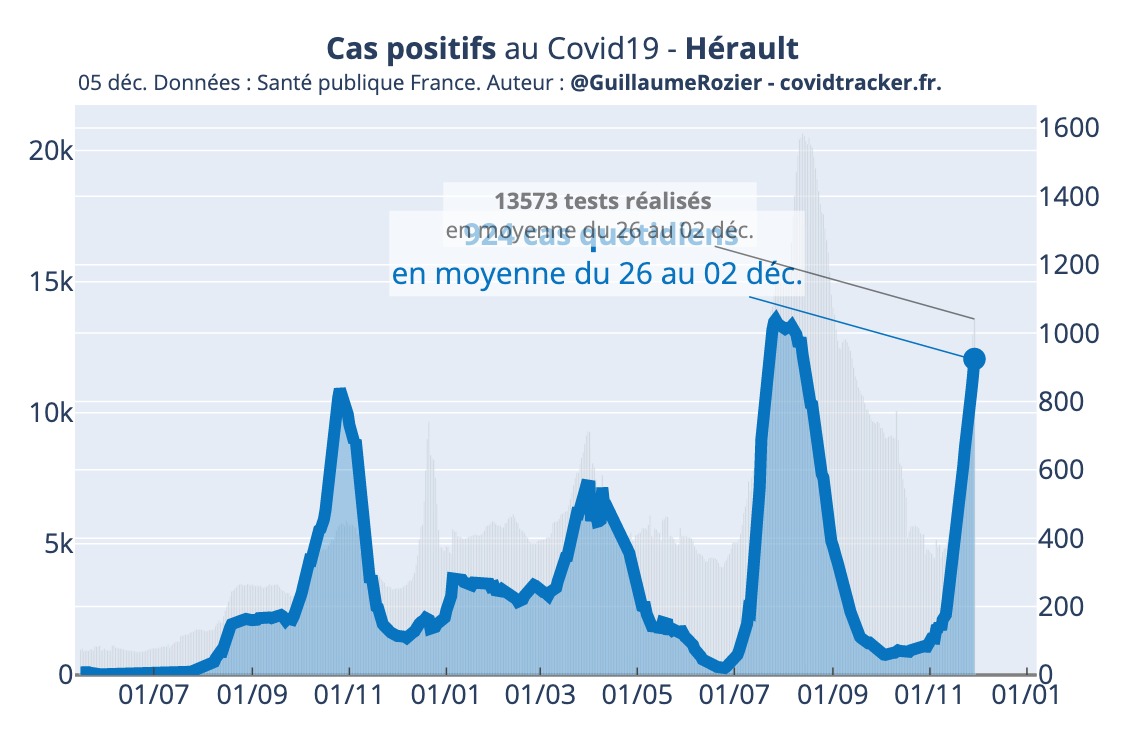 Cas positifs au Covid19 - Hérault
05 déc. Données : Santé publique France. Auteur : @GuillaumeRozier - covidtracker.fr.
20k
15k
10k
5k
0
1600
1400
1200
1000
800
600
400
200
0
13573 tests réalisés
en moyenne du 26 au 02 déc.
924 cas quotidiens
en moyenne du 26 au 02 déc.
01/07
01/09
01/11
01/01
01/03
01/05
01/07
01/09
01/11
01/01